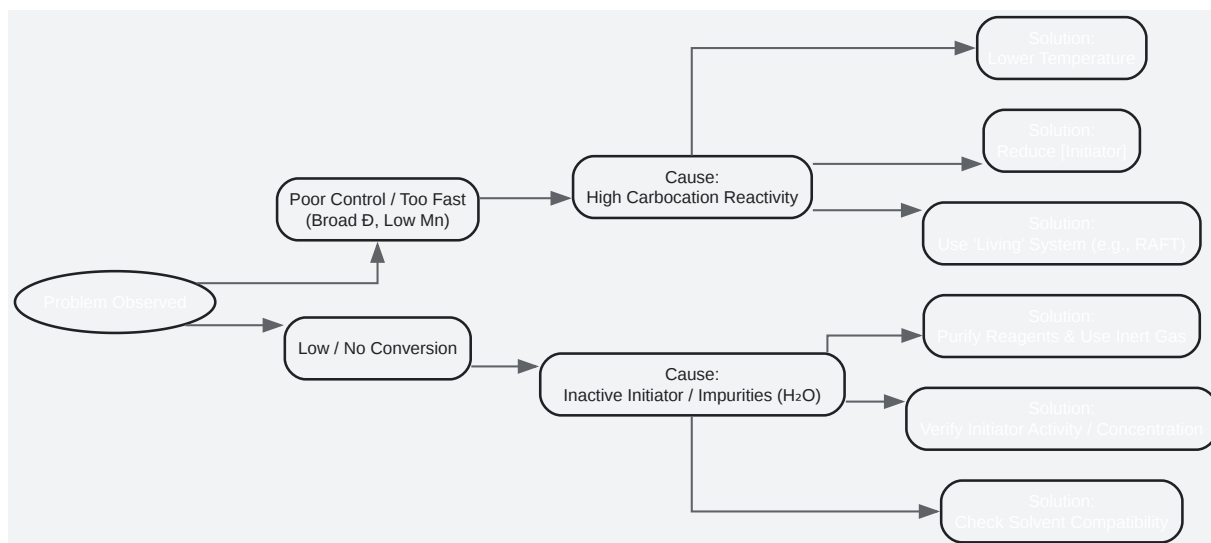 Problem Observed
Poor Control / Too Fast
(Broad Đ, Low Mn)
Low / No Conversion
Cause:
High Carbocation Reactivity
Cause:
Inactive Initiator / Impurities (H₂O)
Solution:
Lower Temperature
Solution:
Reduce [Initiator]
Solution:
Use 'Living' System (e.g., RAFT)
Solution:
Purify Reagents & Use Inert Gas
Solution:
Verify Initiator Activity / Concentration
Solution:
Check Solvent Compatibility